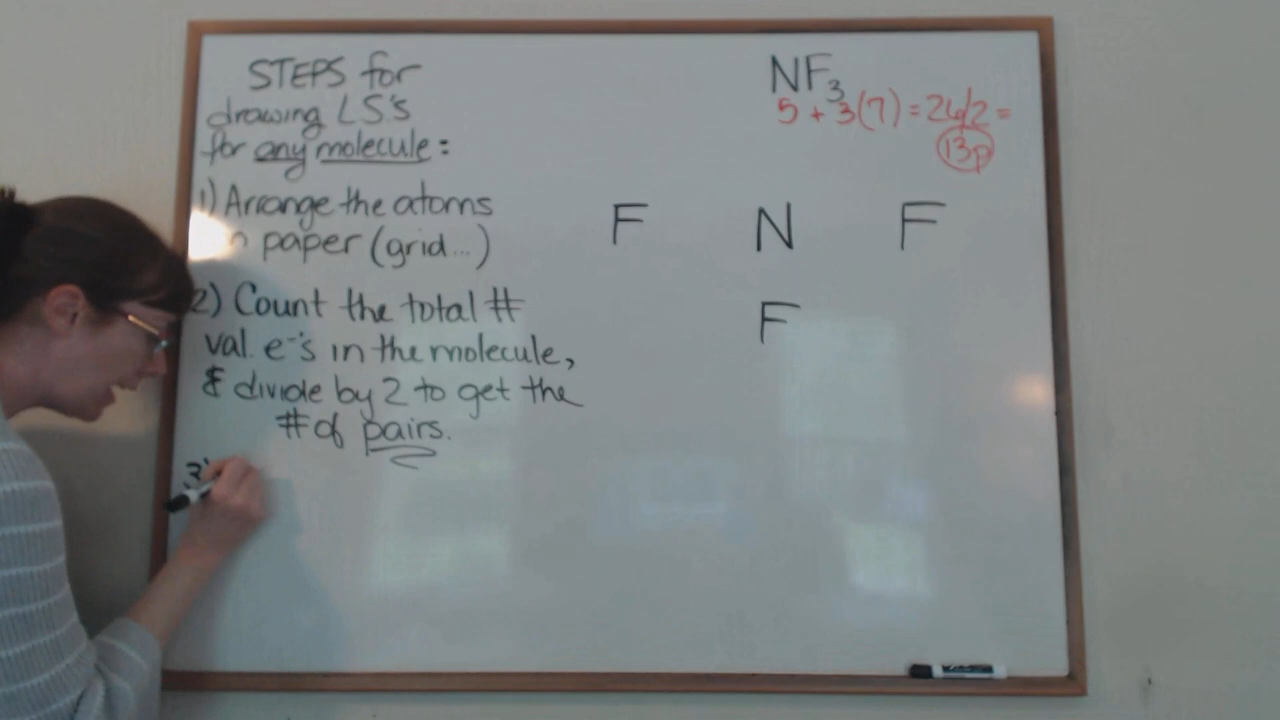 STEPS for
drawing LS's
for any molecule:
1) Arrange the atoms
paper (grid...)
2) Count the total #
val. e⁻'s in the molecule,
& divide by 2 to get the
# of pairs.
3)
NF₃
5 + 3(7) = 26/2 =
13p
F N F
F